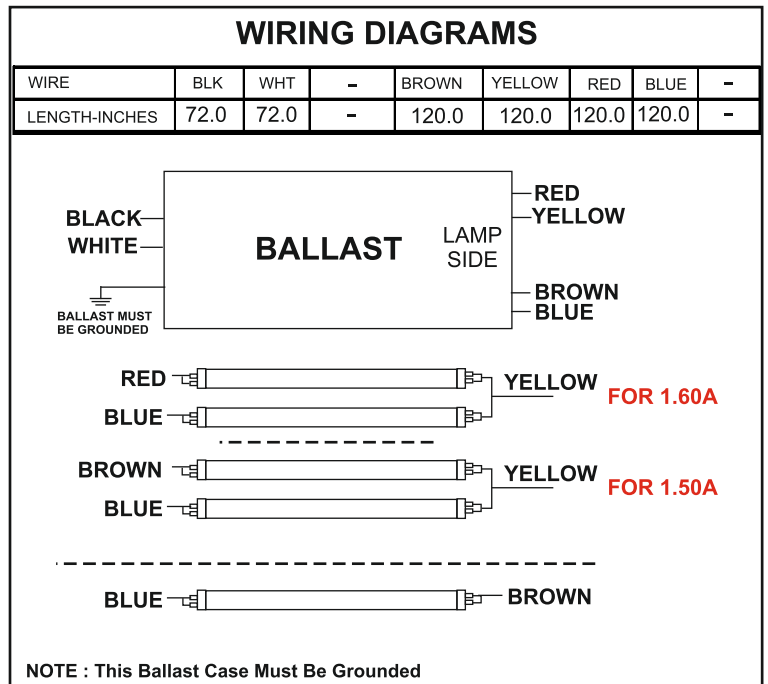 WIRING DIAGRAMS
WIRE BLK WHT - BROWN YELLOW RED BLUE -
LENGTH-INCHES 72.0 72.0 - 120.0 120.0 120.0 120.0 -
RED
BLACK YELLOW
WHITE BALLAST LAMP
SIDE
BROWN
BALLAST MUST BLUE
BE GROUNDED
RED YELLOW FOR 1.60A
BLUE
BROWN YELLOW FOR 1.50A
BLUE
BLUE BROWN
NOTE : This Ballast Case Must Be Grounded